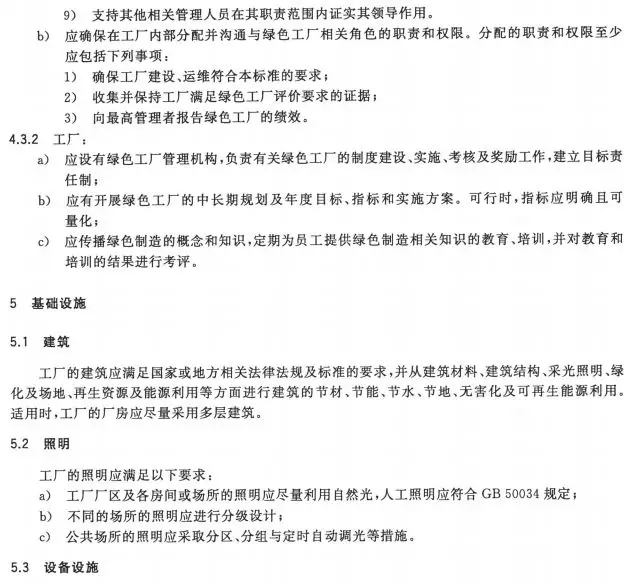 9） 支持其他相关管理人员在其职责范围内证实其领导作用。
b） 应确保在工厂内部分配并沟通与绿色工厂相关角色的职责和权限。分配的职责和权限至少
应包括下列事项：
1） 确保工厂建设、运维符合本标准的要求；
2） 收集并保持工厂满足绿色工厂评价要求的证据；
3） 向最高管理者报告绿色工厂的绩效。
4.3.2 工厂：
a） 应设有绿色工厂管理机构，负责有关绿色工厂的制度建设、实施、考核及奖励工作，建立目标责
任制；
b） 应有开展绿色工厂的中长期规划及年度目标、指标和实施方案。可行时，指标应明确且可
量化；
c） 应传播绿色制造的概念和知识，定期为员工提供绿色制造相关知识的教育、培训，并对教育和
培训的结果进行考评。
5 基础设施
5.1 建筑
工厂的建筑应满足国家或地方相关法律法规及标准的要求，并从建筑材料、建筑结构、采光照明、绿
化及场地、再生资源及能源利用等方面进行建筑的节材、节能、节水、节地、无害化及可再生能源利用。
适用时，工厂的厂房应尽量采用多层建筑。
5.2 照明
工厂的照明应满足以下要求：
a） 工厂厂区及各房间或场所的照明应尽量利用自然光，人工照明应符合 GB 50034 规定；
b） 不同的场所的照明应进行分级设计；
c） 公共场所的照明应采取分区、分组与定时自动调光等措施。
5.3 设备设施